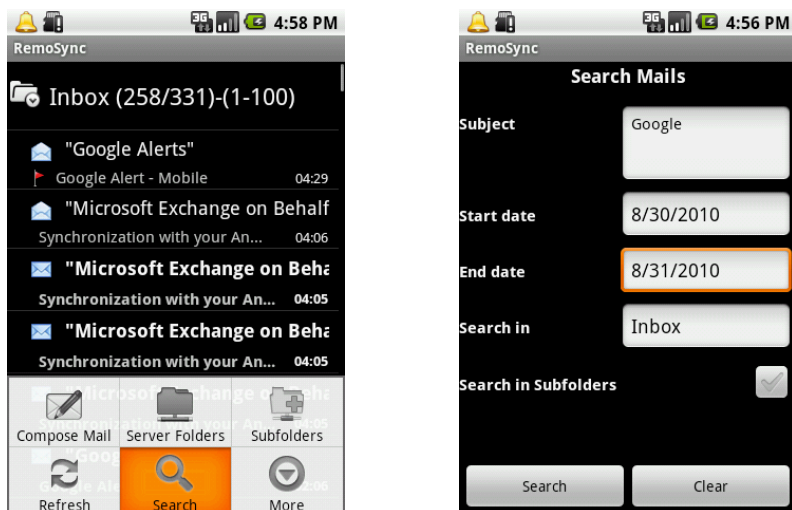 3G 4:58 PM
RemoSync
Inbox (258/331)-(1-100)
"Google Alerts"
Google Alert - Mobile 04:29
"Microsoft Exchange on Behalf
Synchronization with your An... 04:06
"Microsoft Exchange on Beha
Synchronization with your An... 04:05
"Microsoft Exchange on Beha
Synchronization with your An... 04:05
Compose Mail Server Folders Subfolders
Refresh Search More
3G 4:56 PM
RemoSync
Search Mails
Subject Google
Start date 8/30/2010
End date 8/31/2010
Search in Inbox
Search in Subfolders
Search Clear